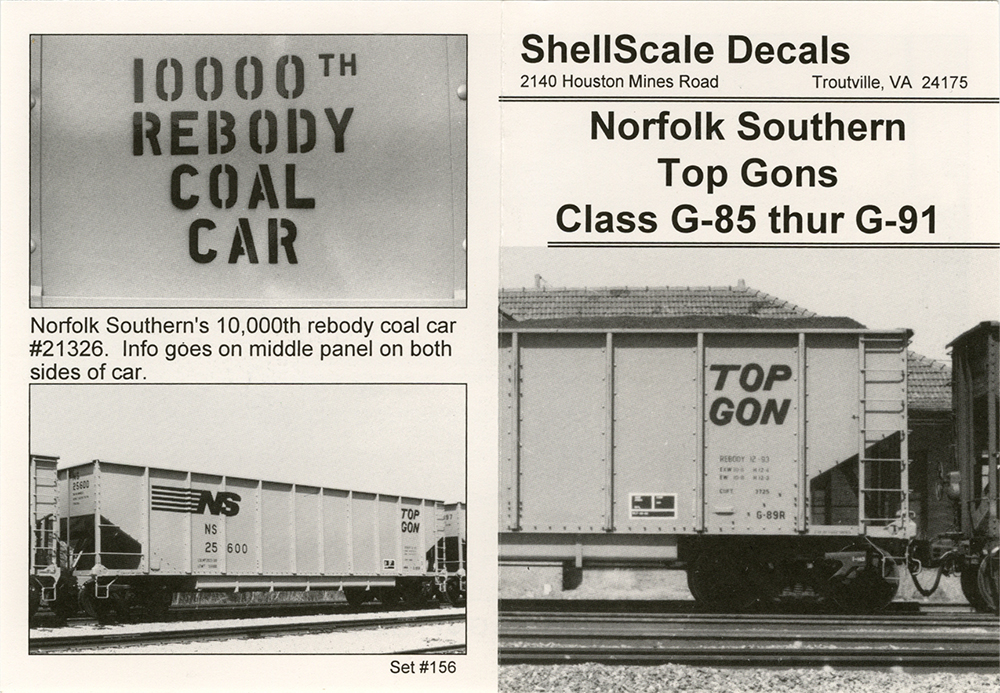 10000TH
REBODY
COAL
CAR
Norfolk Southern's 10,000th rebody coal car
#21326. Info goes on middle panel on both
sides of car.
NS
25600
NS
NS
25 600
TOP
GON
Set #156
ShellScale Decals
2140 Houston Mines Road Troutville, VA 24175
Norfolk Southern
Top Gons
Class G-85 thur G-91
TOP
GON
REBODY 12-93
G-89R